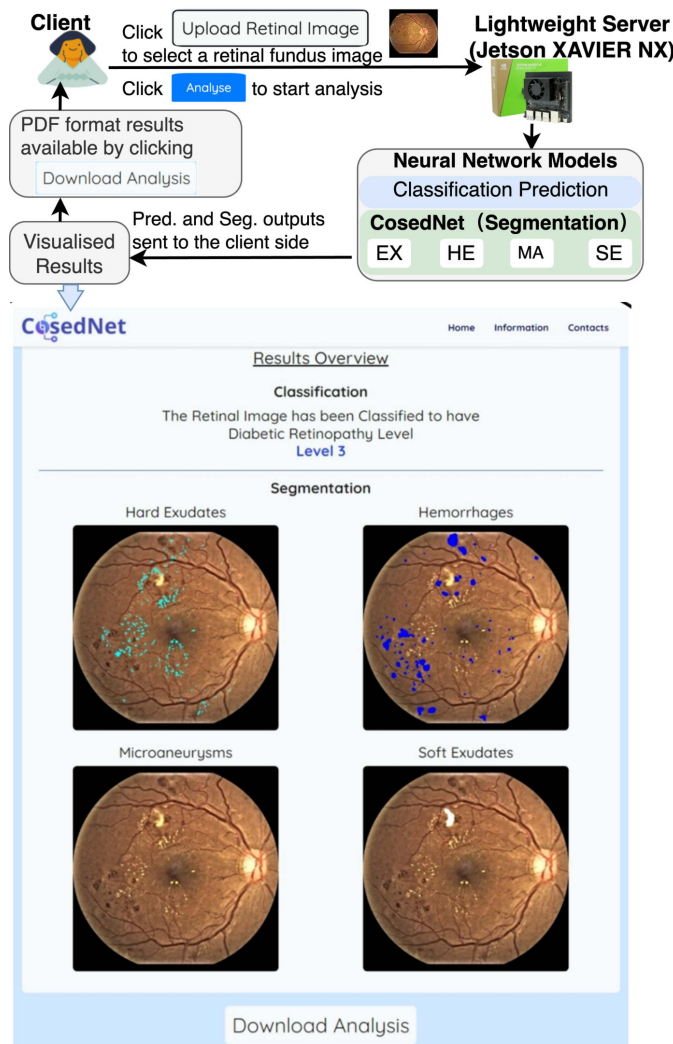 Client
Click Upload Retinal Image
to select a retinal fundus image
Click Analyse to start analysis
Lightweight Server
(Jetson XAVIER NX)
PDF format results
available by clicking
Download Analysis
Neural Network Models
Classification Prediction
CosedNet (Segmentation)
EX HE MA SE
Pred. and Seg. outputs
sent to the client side
Visualised
Results
CosedNet
Home Information Contacts
Results Overview
Classification
The Retinal Image has been Classified to have
Diabetic Retinopathy Level
Level 3
Segmentation
Hard Exudates Hemorrhages
Microaneurysms Soft Exudates
Download Analysis